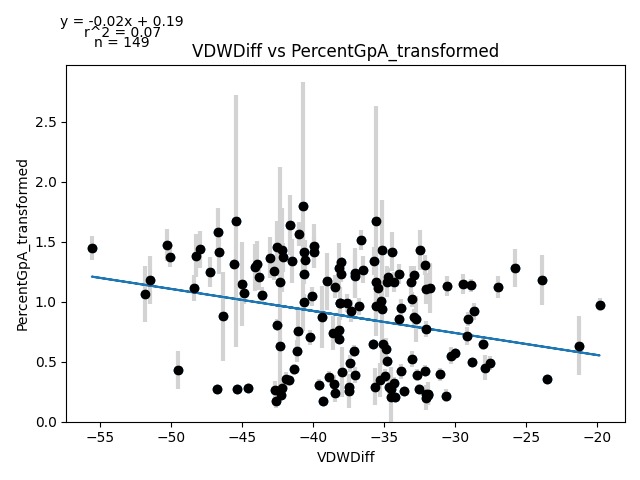 y = -0.02x + 0.19
r^2 = 0.07
n = 149
VDWDiff vs PercentGpA_transformed
PercentGpA_transformed
2.5
2.0
1.5
1.0
0.5
0.0
−55
−50
−45
−40
−35
−30
−25
−20
VDWDiff